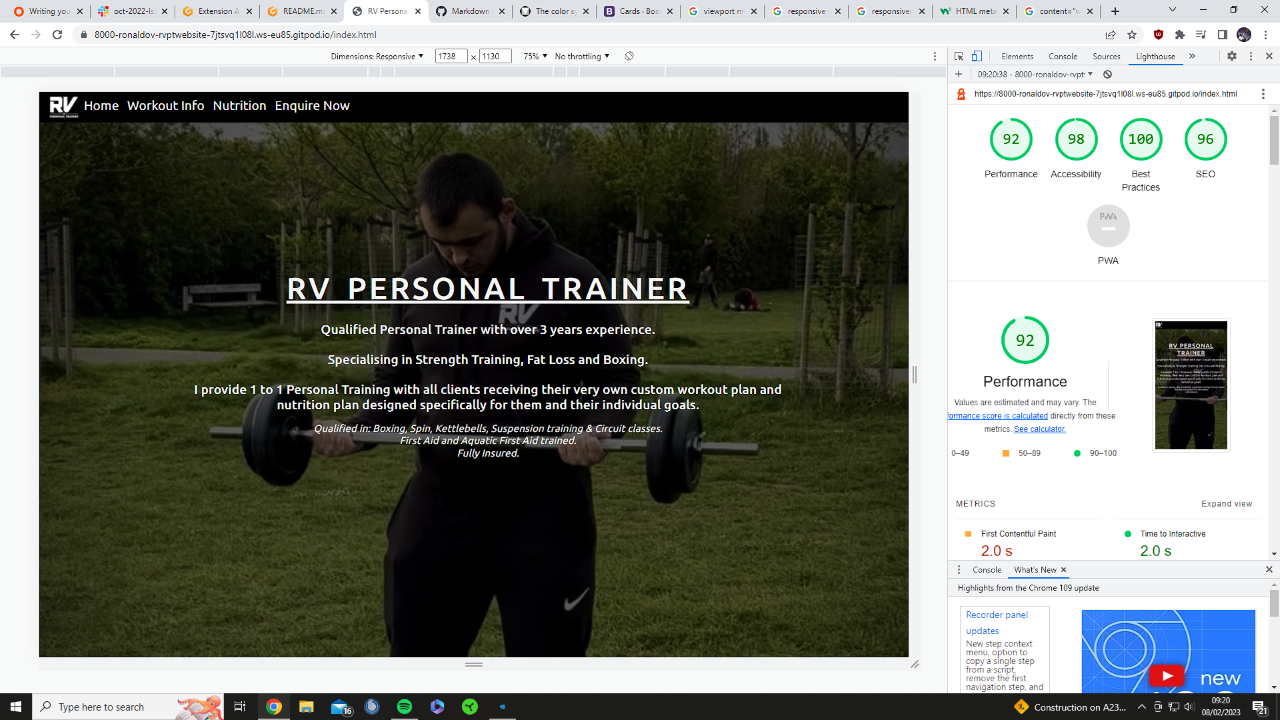 Writing you
oct-2022-ls
Extension A
README.m
RV Persona
Markdown
The color s
Cards · Boo
viewport m
responsive
responsive
HTML meta
content="w
8000-ronaldov-rvptwebsite-7jtsvq1l08l.ws-eu85.gitpod.io/index.html
Dimensions: Responsive 1738 × 1130 75% No throttling
Elements Console Sources Lighthouse »
09:20:38 - 8000-ronaldov-rvpt
https://8000-ronaldov-rvptwebsite-7jtsvq1l08l.ws-eu85.gitpod.io/index.html
RV PERSONAL TRAINER Home Workout Info Nutrition Enquire Now
RV PERSONAL TRAINER
Qualified Personal Trainer with over 3 years experience.
Specialising in Strength Training, Fat Loss and Boxing.
I provide 1 to 1 Personal Training with all clients receiving their very own custom workout plan and
nutrition plan designed specifically for them and their individual goals.
Qualified in: Boxing, Spin, Kettlebells, Suspension training & Circuit classes.
First Aid and Aquatic First Aid trained.
Fully Insured.
RV
92 98 100 96
Performance Accessibility Best Practices SEO
PWA
PWA
92
Performance
Values are estimated and may vary. The
formance score is calculated directly from these
metrics. See calculator.
0–49 50–89 90–100
RV PERSONAL
TRAINER
METRICS Expand view
First Contentful Paint Time to Interactive
2.0 s 2.0 s
Console What's New
Highlights from the Chrome 109 update
Recorder panel
updates
New step context
menu, option to
copy a single step
from a script,
remove the first
navigation step, and
new
Type here to search
16
Construction on A23...
09:20
08/02/2023
23